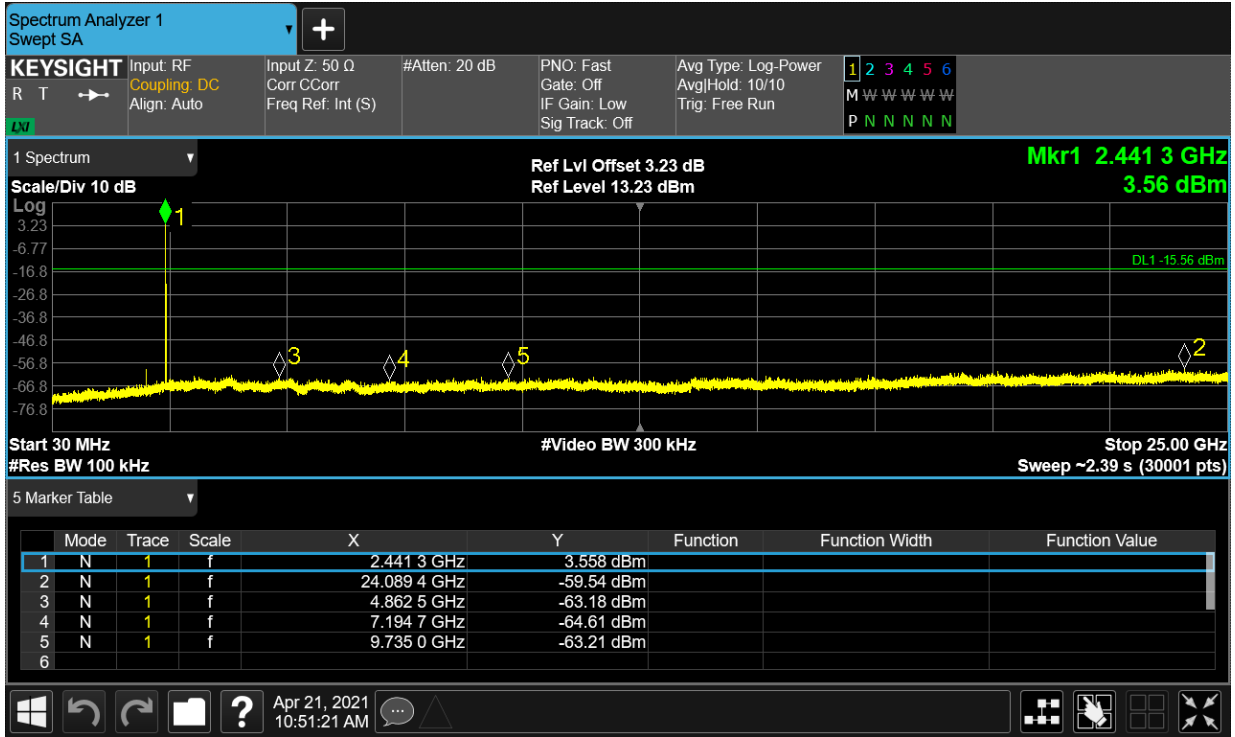 Spectrum Analyzer 1
Swept SA
+
KEYSIGHT
R T
LXI
Input: RF
Coupling: DC
Align: Auto
Input Z: 50 Ω
Corr CCorr
Freq Ref: Int (S)
#Atten: 20 dB
PNO: Fast
Gate: Off
IF Gain: Low
Sig Track: Off
Avg Type: Log-Power
Avg|Hold: 10/10
Trig: Free Run
1 2 3 4 5 6
M W W W W W
P N N N N N
1 Spectrum
Scale/Div 10 dB
Ref Lvl Offset 3.23 dB
Ref Level 13.23 dBm
Mkr1 2.441 3 GHz
3.56 dBm
Log
3.23
-6.77
-16.8
-26.8
-36.8
-46.8
-56.8
-66.8
-76.8
1
DL1 -15.56 dBm
3
4
5
2
Start 30 MHz
#Video BW 300 kHz
Stop 25.00 GHz
#Res BW 100 kHz
Sweep ~2.39 s (30001 pts)
5 Marker Table
Mode Trace Scale X Y Function Function Width Function Value
1 N 1 f 2.441 3 GHz 3.558 dBm
2 N 1 f 24.089 4 GHz -59.54 dBm
3 N 1 f 4.862 5 GHz -63.18 dBm
4 N 1 f 7.194 7 GHz -64.61 dBm
5 N 1 f 9.735 0 GHz -63.21 dBm
6
?
Apr 21, 2021
10:51:21 AM